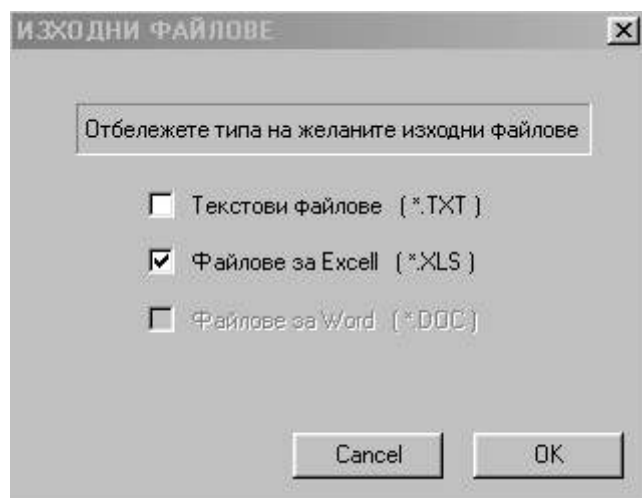 ИЗХОДНИ ФАЙЛОВЕ
Отбележете типа на желаните изходни файлове
Текстови файлове ( *.TXT )
Файлове за Excell ( *.XLS )
Файлове за Word ( *.DOC )
Cancel OK